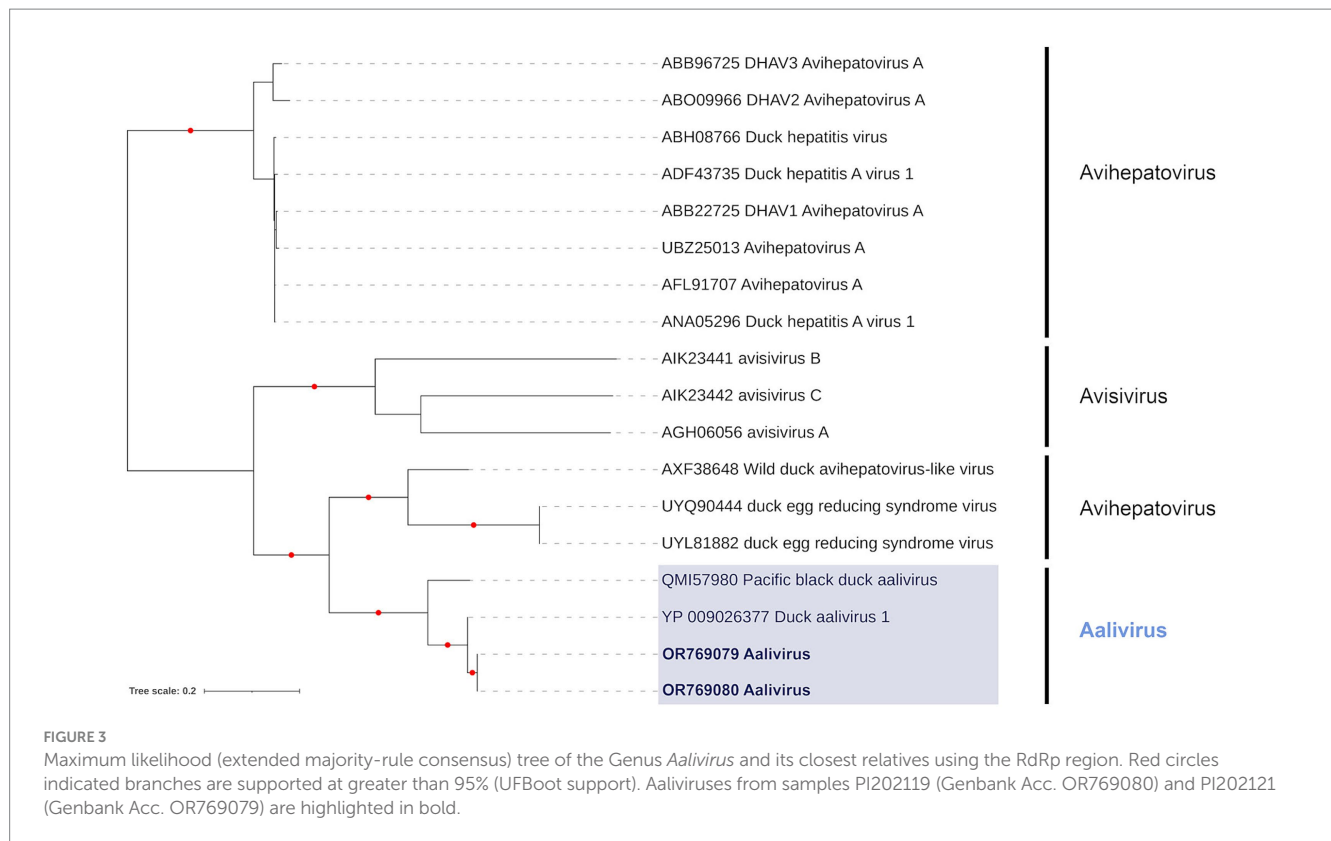 ABB96725 DHAV3 Avihepatovirus A
ABO09966 DHAV2 Avihepatovirus A
ABH08766 Duck hepatitis virus
ADF43735 Duck hepatitis A virus 1
ABB22725 DHAV1 Avihepatovirus A
UBZ25013 Avihepatovirus A
AFL91707 Avihepatovirus A
ANA05296 Duck hepatitis A virus 1
Avihepatovirus
AIK23441 avisivirus B
AIK23442 avisivirus C
AGH06056 avisivirus A
Avisivirus
AXF38648 Wild duck avihepatovirus-like virus
UYQ90444 duck egg reducing syndrome virus
UYL81882 duck egg reducing syndrome virus
Avihepatovirus
QMI57980 Pacific black duck aalivirus
YP 009026377 Duck aalivirus 1
OR769079 Aalivirus
OR769080 Aalivirus
Aalivirus
Tree scale: 0.2
FIGURE 3
Maximum likelihood (extended majority-rule consensus) tree of the Genus Aalivirus and its closest relatives using the RdRp region. Red circles
indicated branches are supported at greater than 95% (UFBoot support). Aaliviruses from samples PI202119 (Genbank Acc. OR769080) and PI202121
(Genbank Acc. OR769079) are highlighted in bold.